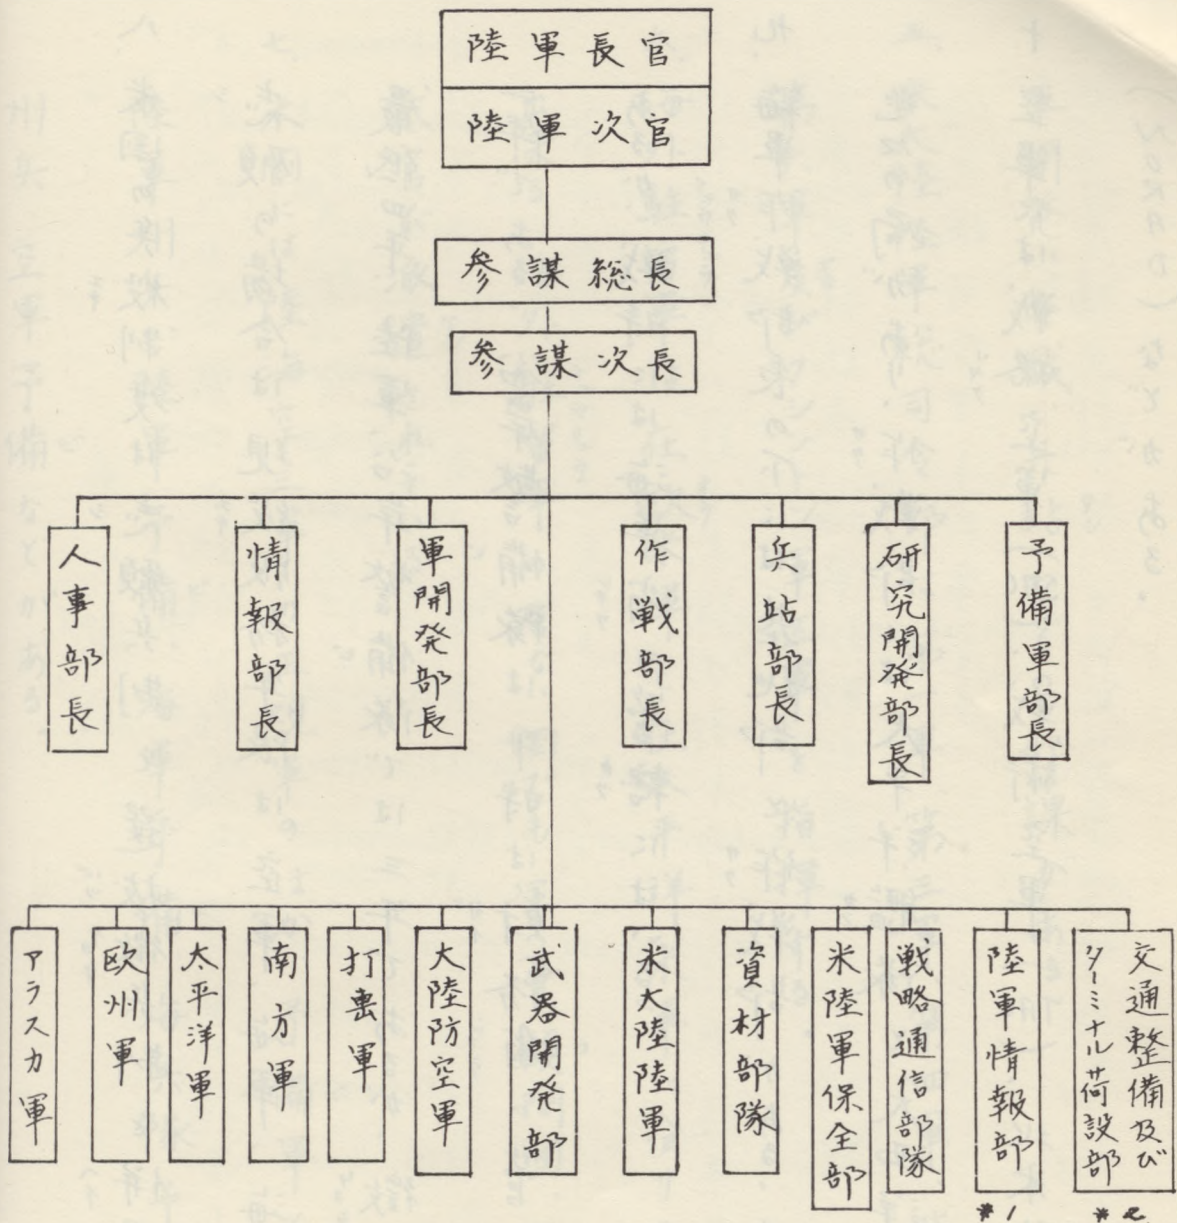 陸軍長官
陸軍次官
参謀総長
参謀次長
人事部長
情報部長
軍開発部長
作戦部長
兵站部長
研究開発部長
予備軍部長
アラスカ軍
欧州軍
太平洋軍
南方軍
打撃軍
大陸防空軍
武器開発部
米大陸陸軍
資材部隊
米陸軍保全部
戦略通信部隊
陸軍情報部
*1
交通整備及び
ターミナル荷設部
*2